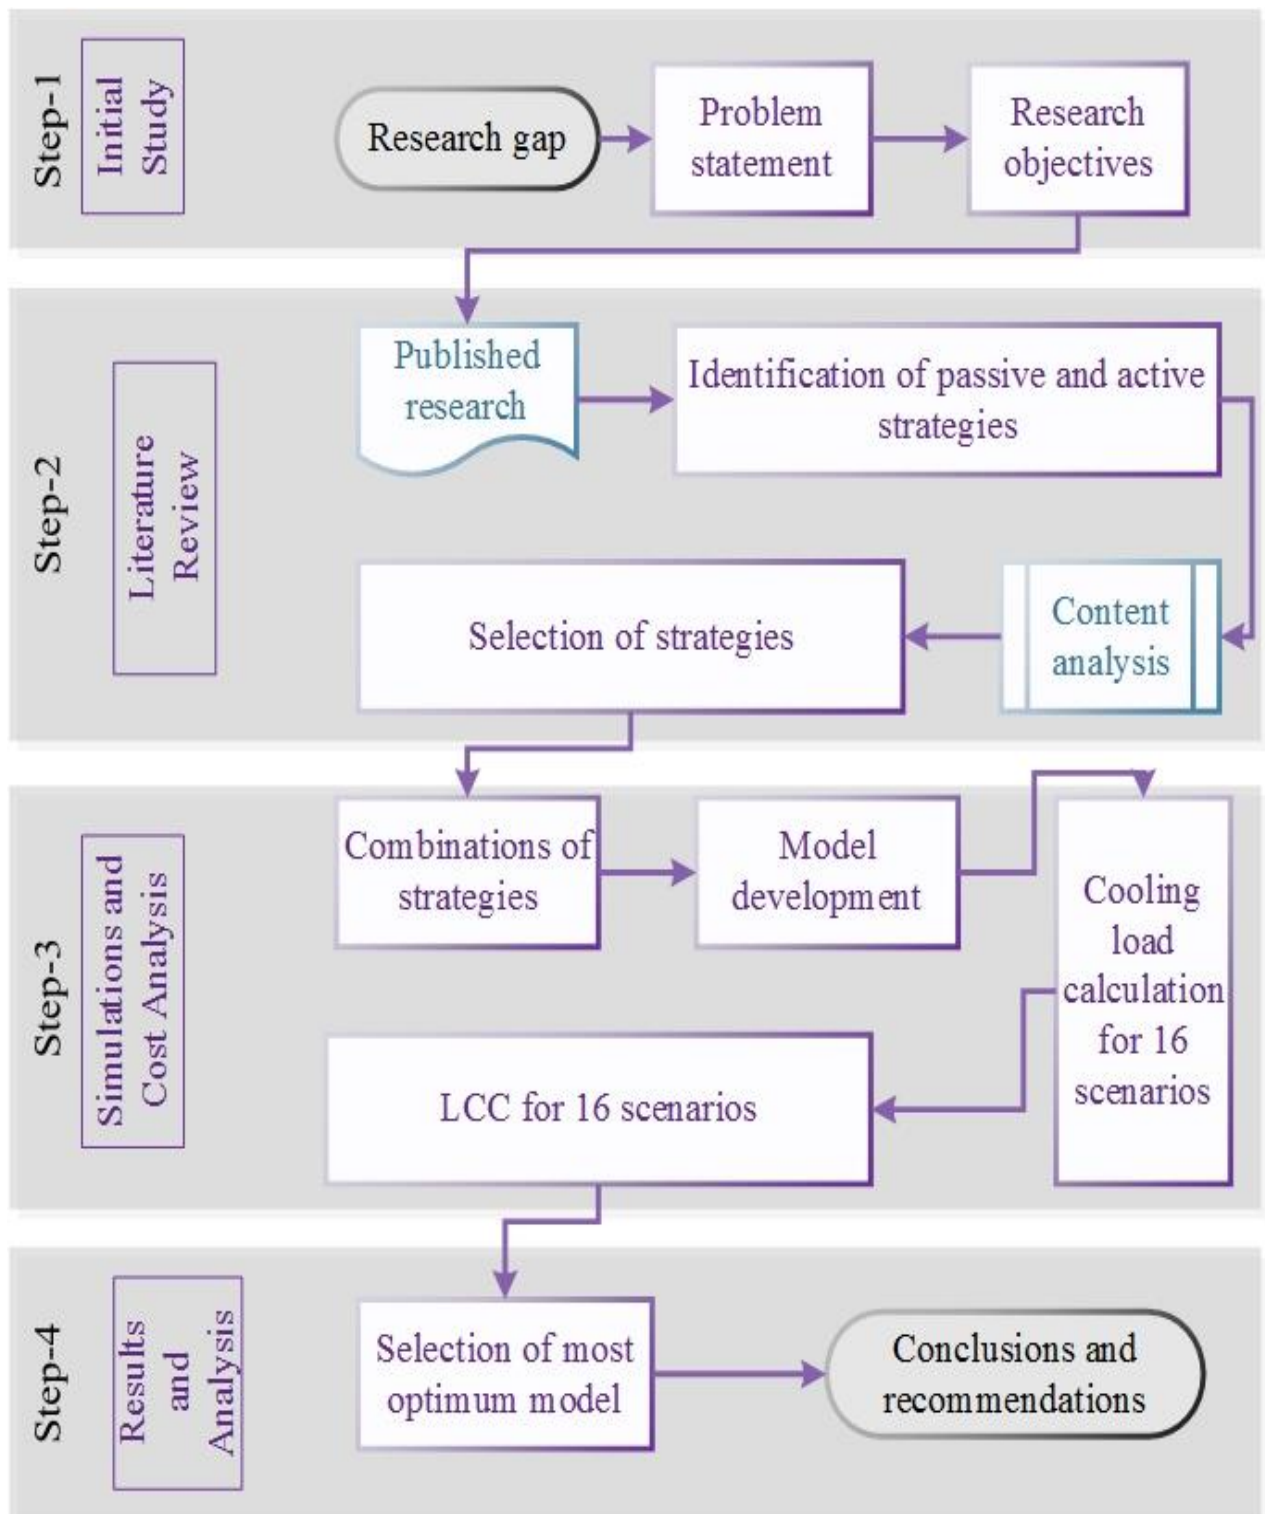 Step-1
Initial
Study
Research gap
Problem
statement
Research
objectives
Step-2
Literature
Review
Published
research
Identification of passive and active
strategies
Content
analysis
Selection of strategies
Step-3
Simulations and
Cost Analysis
Combinations of
strategies
Model
development
Cooling
load
calculation
for 16
scenarios
LCC for 16 scenarios
Step-4
Results
and
Analysis
Selection of most
optimum model
Conclusions and
recommendations